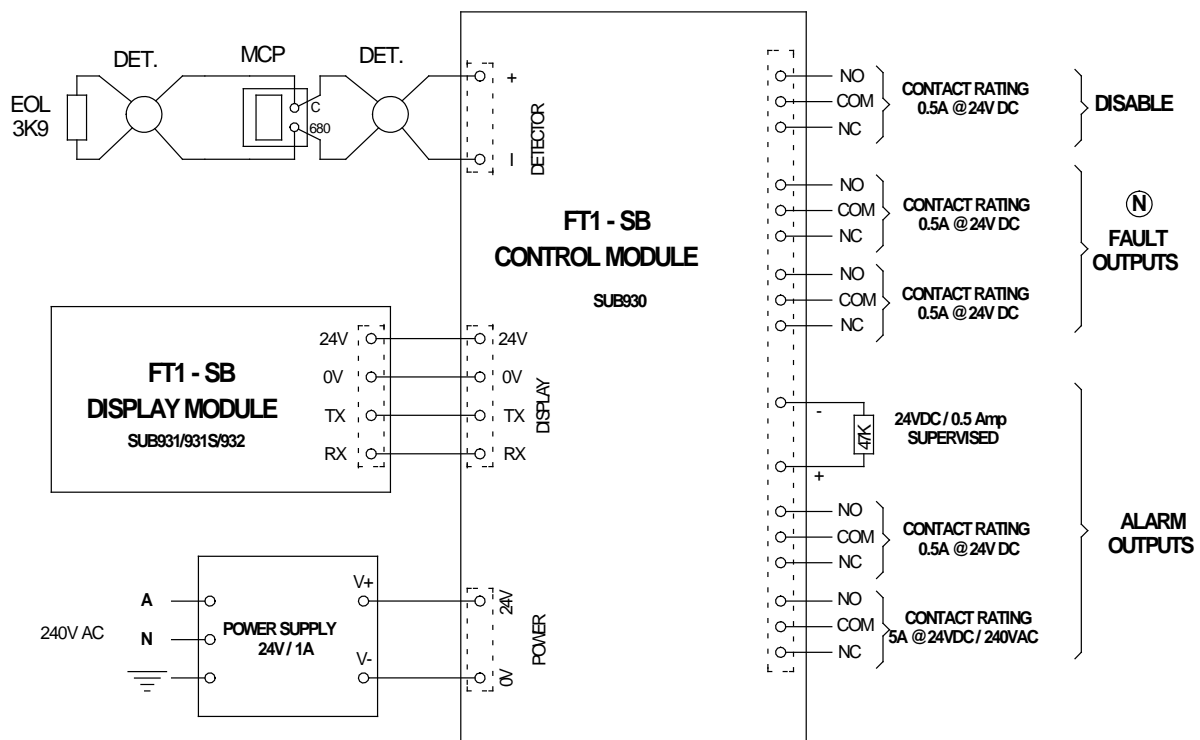 DET.
MCP
DET.
EOL
3K9
C
680
+
I
DETECTOR
FT1 - SB
CONTROL MODULE
SUB930
FT1 - SB
DISPLAY MODULE
SUB931/931S/932
24V
0V
TX
RX
24V
0V
TX
RX
DISPLAY
240V AC
A
N
POWER SUPPLY
24V / 1A
V+
V-
24V
0V
POWER
NO
COM
NC
CONTACT RATING
0.5A @ 24V DC
DISABLE
NO
COM
NC
CONTACT RATING
0.5A @ 24V DC
NO
COM
NC
CONTACT RATING
0.5A @ 24V DC
N
FAULT
OUTPUTS
-
+
47K
24VDC / 0.5 Amp
SUPERVISED
NO
COM
NC
CONTACT RATING
0.5A @ 24V DC
NO
COM
NC
CONTACT RATING
5A @ 24VDC / 240VAC
ALARM
OUTPUTS